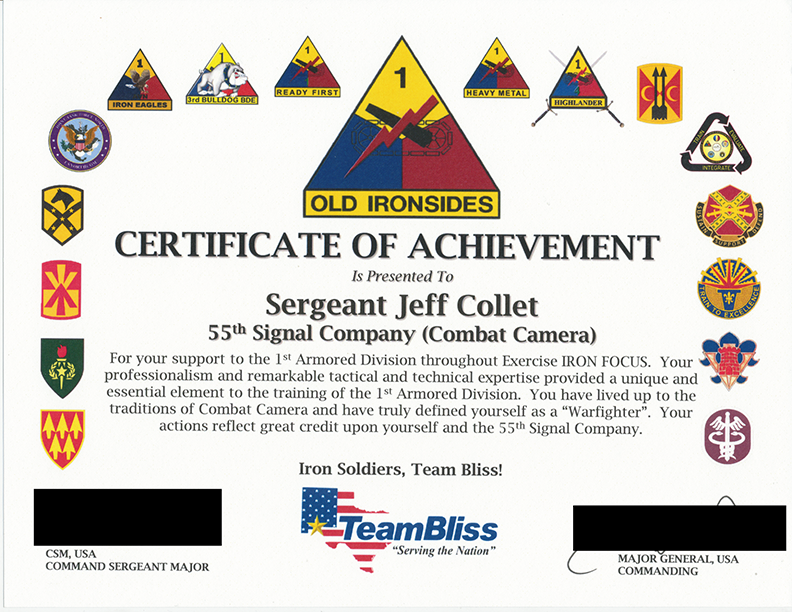 1
IRON EAGLES
1
3rd BULLDOG BDE
1
READY FIRST
1
OLD IRONSIDES
1
HEAVY METAL
1
HIGHLANDER
TRAIN
INTEGRATE
SUSTAIN SUPPORT DEFEND
TRAIN TO EXCELLENCE
CERTIFICATE OF ACHIEVEMENT
Is Presented To
Sergeant Jeff Collet
55th Signal Company (Combat Camera)
For your support to the 1st Armored Division throughout Exercise IRON FOCUS. Your
professionalism and remarkable tactical and technical expertise provided a unique and
essential element to the training of the 1st Armored Division. You have lived up to the
traditions of Combat Camera and have truly defined yourself as a “Warfighter”. Your
actions reflect great credit upon yourself and the 55th Signal Company.
Iron Soldiers, Team Bliss!
TeamBliss
“Serving the Nation”
CSM, USA
COMMAND SERGEANT MAJOR
MAJOR GENERAL, USA
COMMANDING